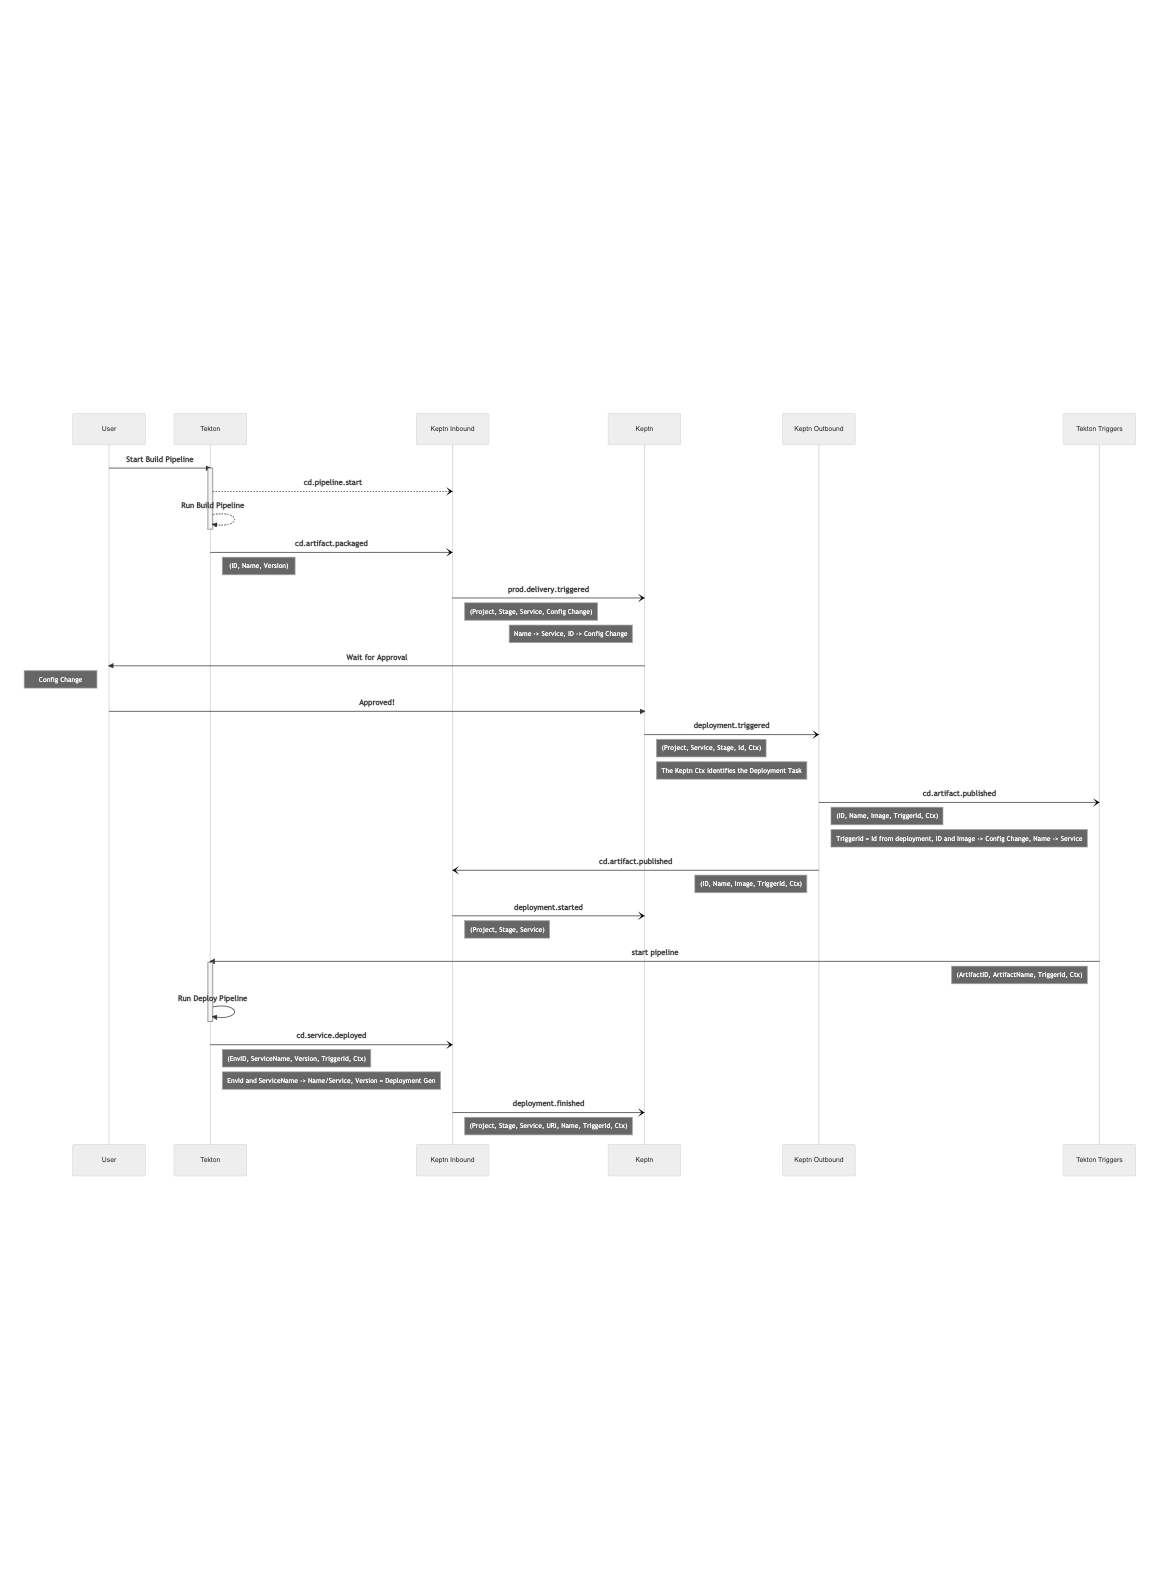 User
Tekton
Keptn Inbound
Keptn
Keptn Outbound
Tekton Triggers
Start Build Pipeline
cd.pipeline.start
Run Build Pipeline
cd.artifact.packaged
(ID, Name, Version)
prod.delivery.triggered
(Project, Stage, Service, Config Change)
Name -> Service, ID -> Config Change
Wait for Approval
Config Change
Approved!
deployment.triggered
(Project, Service, Stage, Id, Ctx)
The Keptn Ctx identifies the Deployment Task
cd.artifact.published
(ID, Name, Image, TriggerId, Ctx)
TriggerId = Id from deployment, ID and Image -> Config Change, Name -> Service
cd.artifact.published
(ID, Name, Image, TriggerId, Ctx)
deployment.started
(Project, Stage, Service)
start pipeline
(ArtifactID, ArtifactName, TriggerId, Ctx)
Run Deploy Pipeline
cd.service.deployed
(EnvID, ServiceName, Version, TriggerId, Ctx)
EnvId and ServiceName -> Name/Service, Version = Deployment Gen
deployment.finished
(Project, Stage, Service, URI, Name, TriggerId, Ctx)
User
Tekton
Keptn Inbound
Keptn
Keptn Outbound
Tekton Triggers